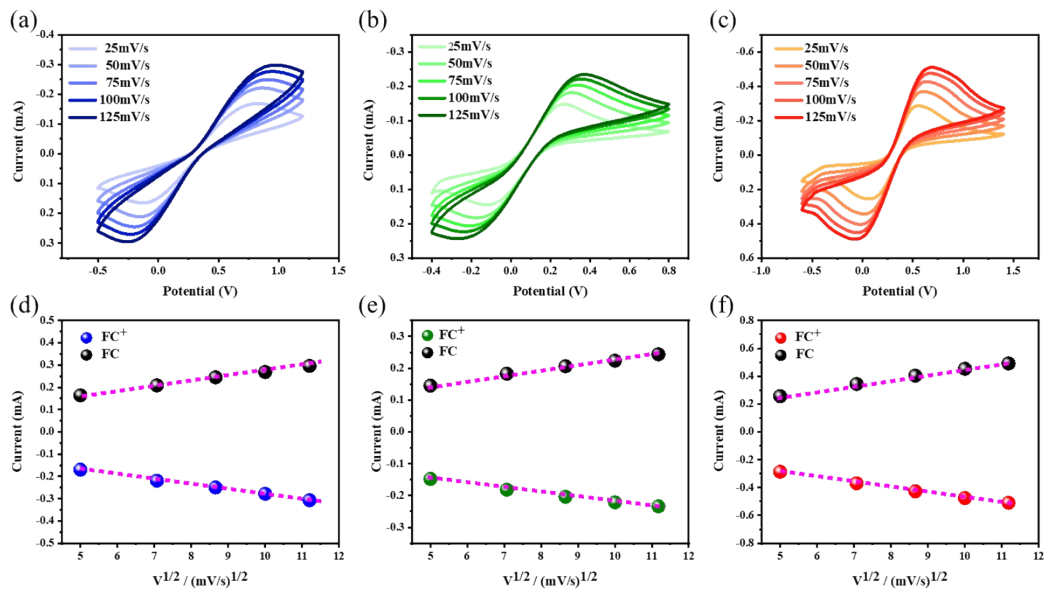 (a)
-0.4
-0.3
-0.2
-0.1
0.0
0.1
0.2
0.3
Current (mA)
25mV/s
50mV/s
75mV/s
100mV/s
125mV/s
-0.5
0.0
0.5
1.0
1.5
Potential (V)
(b)
-0.3
-0.2
-0.1
0.0
0.1
0.2
0.3
Current (mA)
25mV/s
50mV/s
75mV/s
100mV/s
125mV/s
-0.4
-0.2
0.0
0.2
0.4
0.6
0.8
Potential (V)
(c)
-0.6
-0.4
-0.2
0.0
0.2
0.4
0.6
Current (mA)
25mV/s
50mV/s
75mV/s
100mV/s
125mV/s
-1.0
-0.5
0.0
0.5
1.0
1.5
Potential (V)
(d)
0.5
0.4
0.3
0.2
0.1
0.0
-0.1
-0.2
-0.3
-0.4
-0.5
Current (mA)
FC⁺
FC
5
6
7
8
9
10
11
12
V^1/2 / (mV/s)^1/2
(e)
0.3
0.2
0.1
0.0
-0.1
-0.2
-0.3
Current (mA)
FC⁺
FC
5
6
7
8
9
10
11
12
V^1/2 / (mV/s)^1/2
(f)
0.8
0.6
0.4
0.2
0.0
-0.2
-0.4
-0.6
-0.8
Current (mA)
FC⁺
FC
5
6
7
8
9
10
11
12
V^1/2 / (mV/s)^1/2